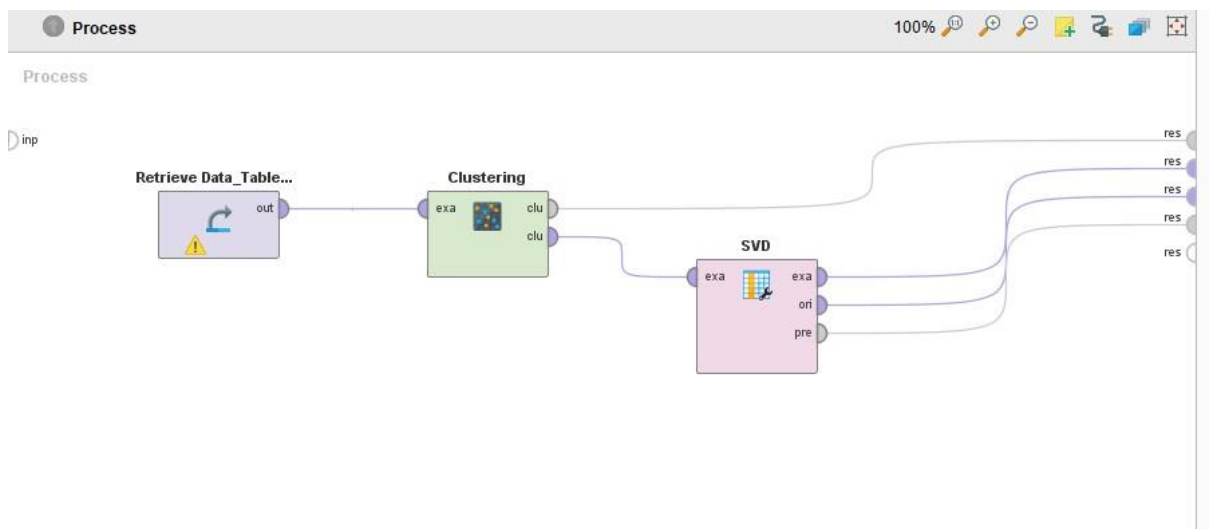 Process
100%
Process
inp
res
res
res
res
res
Retrieve Data_Table...
out
Clustering
exa
clu
clu
SVD
exa
exa
ori
pre